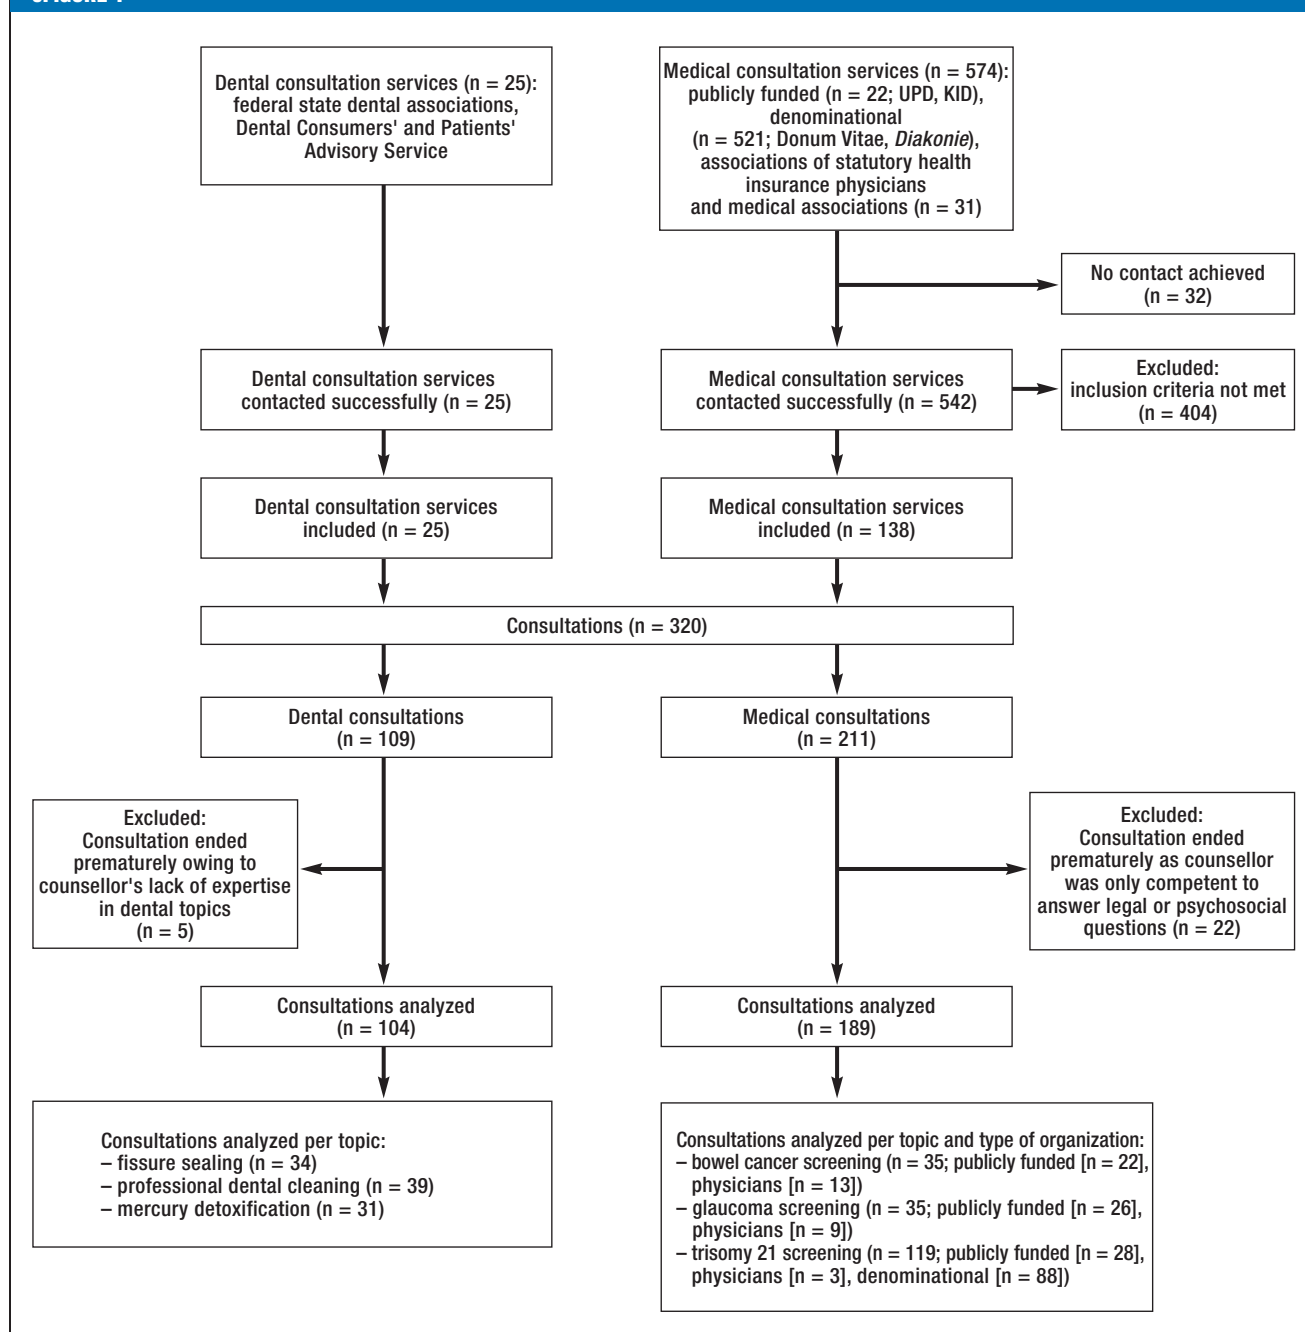 Dental consultation services (n = 25):
federal state dental associations,
Dental Consumers' and Patients'
Advisory Service
Medical consultation services (n = 574):
publicly funded (n = 22; UPD, KID),
denominational
(n = 521; Donum Vitae, Diakonie),
associations of statutory health
insurance physicians
and medical associations (n = 31)
No contact achieved
(n = 32)
Dental consultation services
contacted successfully (n = 25)
Medical consultation services
contacted successfully (n = 542)
Excluded:
inclusion criteria not met
(n = 404)
Dental consultation services
included (n = 25)
Medical consultation services
included (n = 138)
Consultations (n = 320)
Dental consultations
(n = 109)
Medical consultations
(n = 211)
Excluded:
Consultation ended
prematurely owing to
counsellor's lack of expertise
in dental topics
(n = 5)
Excluded:
Consultation ended
prematurely as counsellor
was only competent to
answer legal or psychosocial
questions (n = 22)
Consultations analyzed
(n = 104)
Consultations analyzed
(n = 189)
Consultations analyzed per topic:
– fissure sealing (n = 34)
– professional dental cleaning (n = 39)
– mercury detoxification (n = 31)
Consultations analyzed per topic and type of organization:
– bowel cancer screening (n = 35; publicly funded [n = 22],
physicians [n = 13])
– glaucoma screening (n = 35; publicly funded [n = 26],
physicians [n = 9])
– trisomy 21 screening (n = 119; publicly funded [n = 28],
physicians [n = 3], denominational [n = 88])